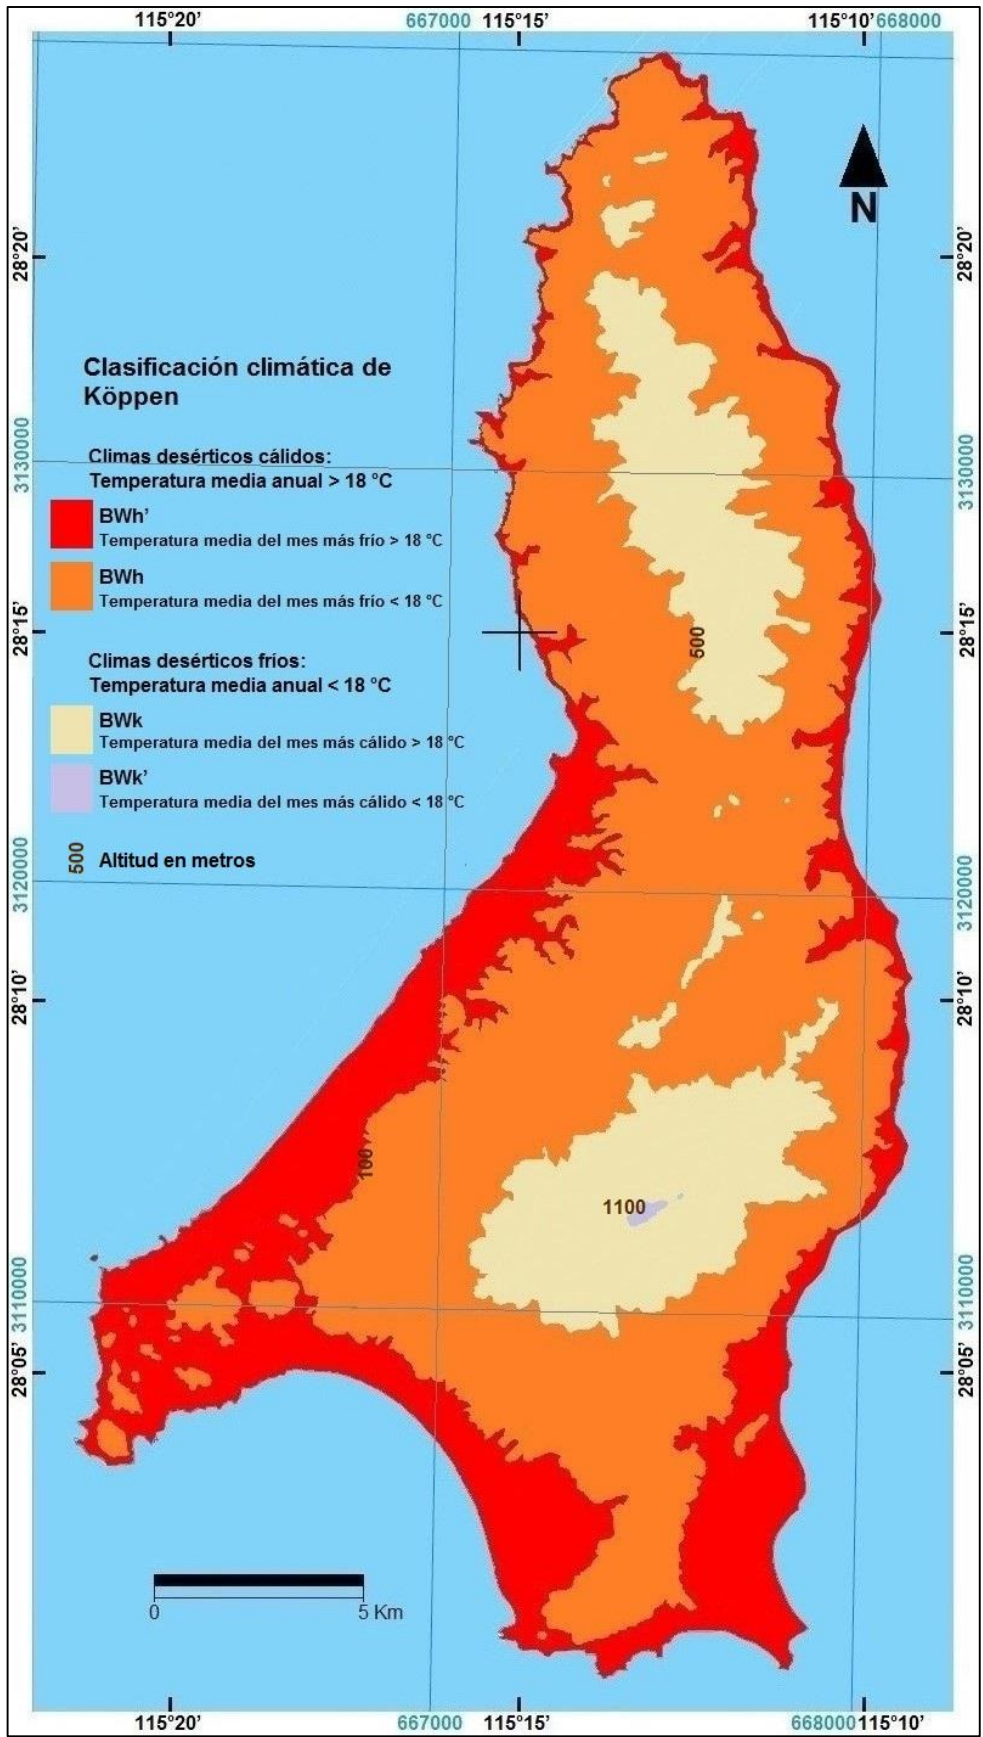 115°20’ 667000 115°15’ 115°10’ 668000
N
28°20’ 28°20’
Clasificación climática de
Köppen
3130000 3130000
Climas desérticos cálidos:
Temperatura media anual > 18 °C
BWh’
Temperatura media del mes más frío > 18 °C
BWh
Temperatura media del mes más frío < 18 °C
28°15’ 28°15’
500
Climas desérticos fríos:
Temperatura media anual < 18 °C
BWk
Temperatura media del mes más cálido > 18 °C
BWk’
Temperatura media del mes más cálido < 18 °C
500 Altitud en metros
3120000 3120000
28°10’ 28°10’
100
1100
3110000 3110000
28°05’ 28°05’
0 5 Km
115°20’ 667000 115°15’ 668000 115°10’